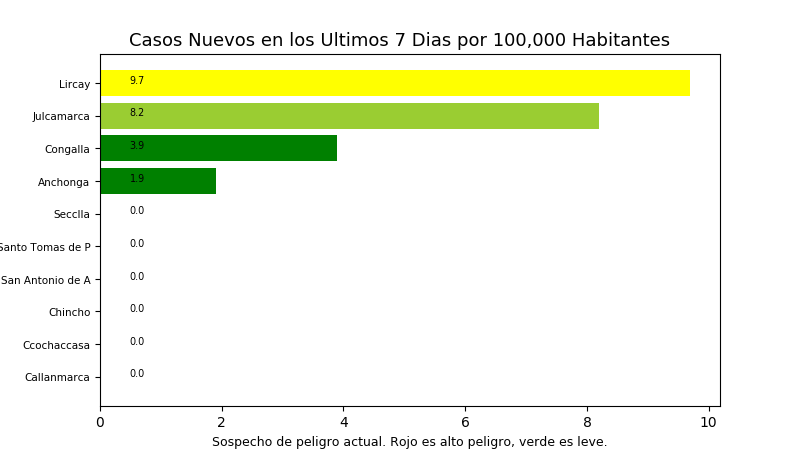 Casos Nuevos en los Ultimos 7 Dias por 100,000 Habitantes
Lircay 9.7
Julcamarca 8.2
Congalla 3.9
Anchonga 1.9
Secclla 0.0
Santo Tomas de P 0.0
San Antonio de A 0.0
Chincho 0.0
Ccochaccasa 0.0
Callanmarca 0.0
0 2 4 6 8 10
Sospecho de peligro actual. Rojo es alto peligro, verde es leve.